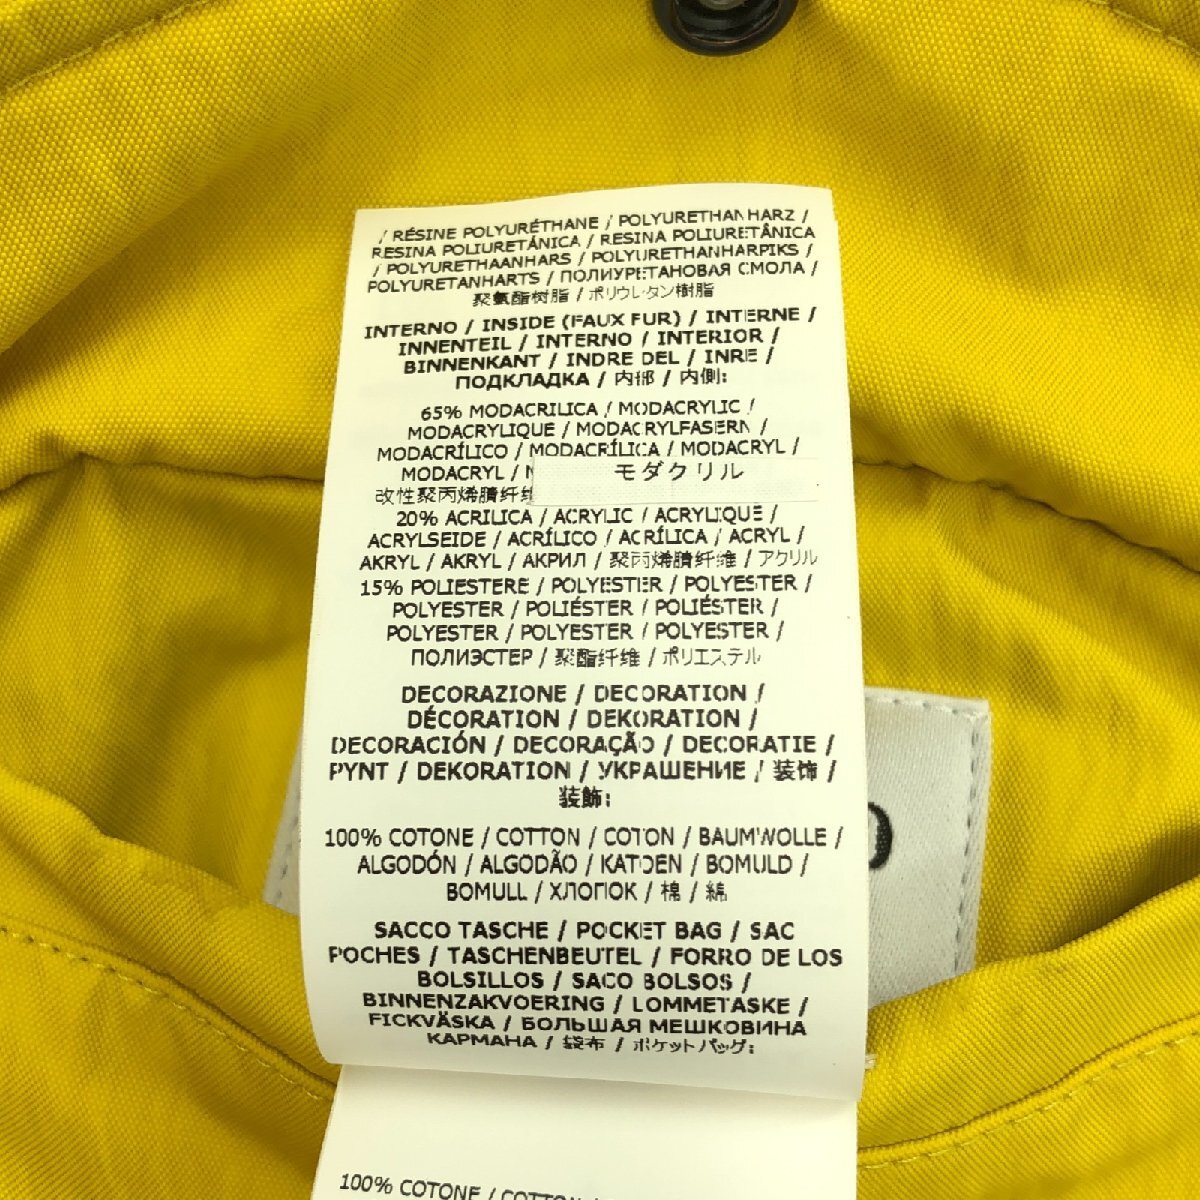 / RÉSINE POLYURÉTHANE / POLYURETHANHARZ /
RESINA POLIURETÁNICA / RESINA POLIURETÂNICA
/ POLYURETHAANHARS / POLYURETHANHARPIKS /
POLYURETANHARTS / ПОЛИУРЕТАНОВАЯ СМОЛА /
聚氨酯树脂 / ポリウレタン樹脂
INTERNO / INSIDE (FAUX FUR) / INTERNE /
INNENTEIL / INTERNO / INTERIOR /
BINNENKANT / INDRE DEL / INRE /
ПОДКЛАДКА / 内部 / 内側:
65% MODACRILICA / MODACRYLIC /
MODACRYLIQUE / MODACRYLFASERN /
MODACRÍLICO / MODACRÍLICA / MODACRYL /
MODACRYL / モダクリル
改性聚丙烯腈纤维
20% ACRILICA / ACRYLIC / ACRYLIQUE /
ACRYLSEIDE / ACRÍLICO / ACRÍLICA / ACRYL /
AKRYL / AKRYL / АКРИЛ / 聚丙烯腈纤维 / アクリル
15% POLIESTERE / POLYESTER / POLYESTER /
POLYESTER / POLIÉSTER / POLIÉSTER /
POLYESTER / POLYESTER / POLYESTER /
ПОЛИЭСТЕР / 聚酯纤维 / ポリエステル
DECORAZIONE / DECORATION /
DÉCORATION / DEKORATION /
DECORACIÓN / DECORAÇÃO / DECORATIE /
PYNT / DEKORATION / УКРАШЕНИЕ / 装饰 /
装飾:
100% COTONE / COTTON / COTON / BAUMWOLLE /
ALGODÓN / ALGODÃO / KATOEN / BOMULD /
BOMULL / ХЛОПОК / 棉 / 綿
SACCO TASCHE / POCKET BAG / SAC
POCHES / TASCHENBEUTEL / FORRO DE LOS
BOLSILLOS / SACO BOLSOS /
BINNENZAKVOERING / LOMMETASKE /
FICKVÄSKA / БОЛЬШАЯ МЕШКОВИНА
КАРМАНА / 袋布 / ポケットバッグ:
100% COTONE / COTTON